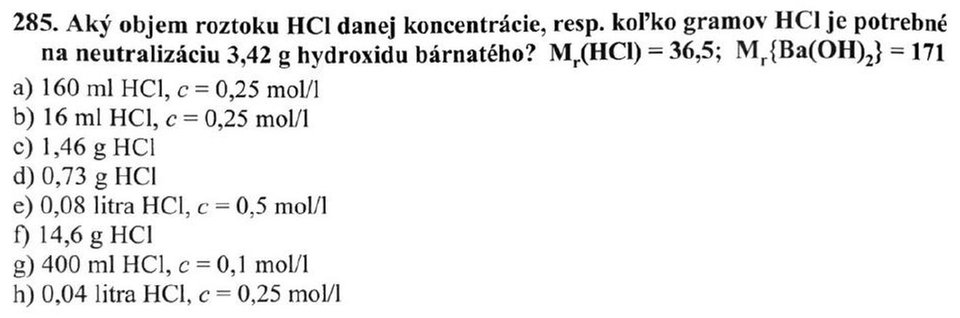 285. Aký objem roztoku HCl danej koncentrácie, resp. koľko gramov HCl je potrebné
na neutralizáciu 3,42 g hydroxidu bárnatého? Mᵣ(HCl) = 36,5; Mᵣ{Ba(OH)₂} = 171
a) 160 ml HCl, c = 0,25 mol/l
b) 16 ml HCl, c = 0,25 mol/l
c) 1,46 g HCl
d) 0,73 g HCl
e) 0,08 litra HCl, c = 0,5 mol/l
f) 14,6 g HCl
g) 400 ml HCl, c = 0,1 mol/l
h) 0,04 litra HCl, c = 0,25 mol/l